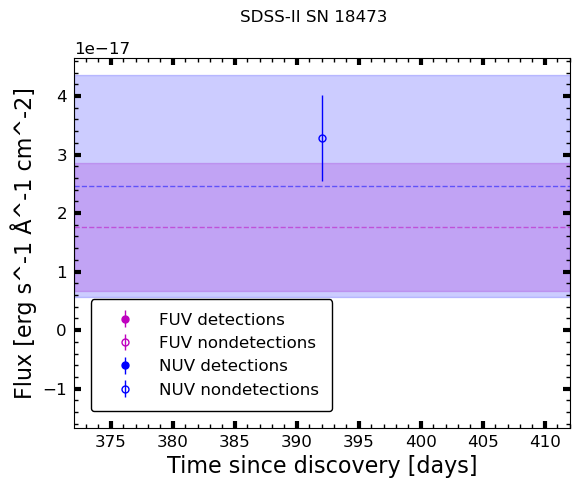 SDSS-II SN 18473
1e−17
4
3
2
1
0
−1
Flux [erg s^-1 Å^-1 cm^-2]
FUV detections
FUV nondetections
NUV detections
NUV nondetections
375 380 385 390 395 400 405 410
Time since discovery [days]